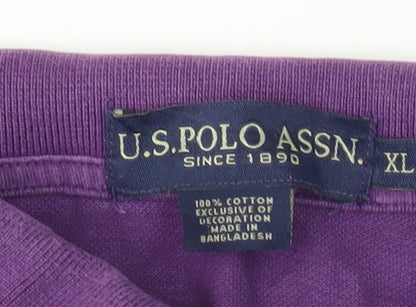 U.S. POLO ASSN.
SINCE 1890
XL
100% COTTON
EXCLUSIVE OF
DECORATION
MADE IN
BANGLADESH